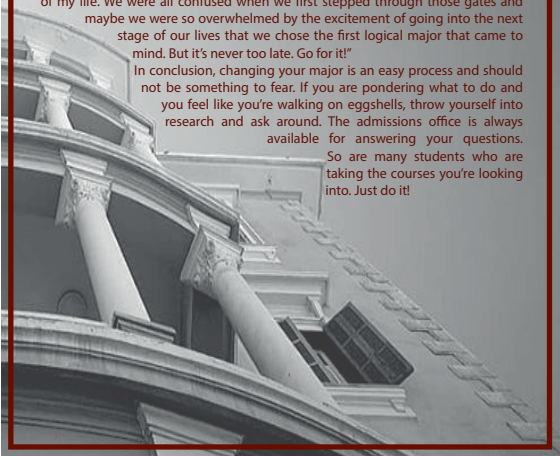 of my life. We were all confused when we first stepped through those gates and
maybe we were so overwhelmed by the excitement of going into the next
stage of our lives that we chose the first logical major that came to
mind. But it’s never too late. Go for it!”
In conclusion, changing your major is an easy process and should
not be something to fear. If you are pondering what to do and
you feel like you’re walking on eggshells, throw yourself into
research and ask around. The admissions office is always
available for answering your questions.
So are many students who are
taking the courses you’re looking
into. Just do it!